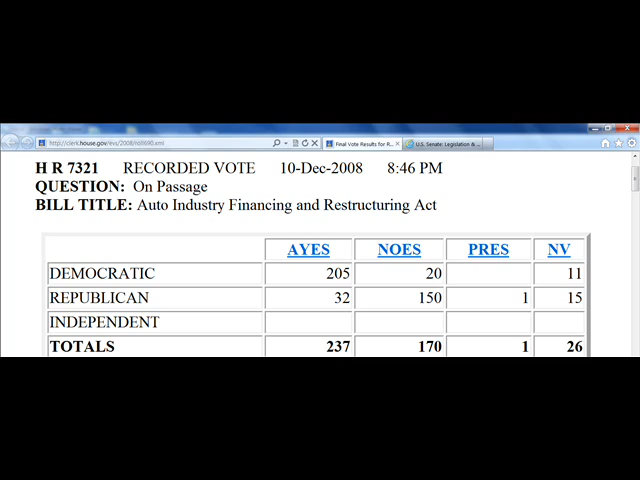 http://clerk.house.gov/evs/2008/roll690.xml
Final Vote Results for R...
U.S. Senate: Legislation & ...
H R 7321 RECORDED VOTE 10-Dec-2008 8:46 PM
QUESTION: On Passage
BILL TITLE: Auto Industry Financing and Restructuring Act
AYES NOES PRES NV
DEMOCRATIC 205 20 11
REPUBLICAN 32 150 1 15
INDEPENDENT
TOTALS 237 170 1 26